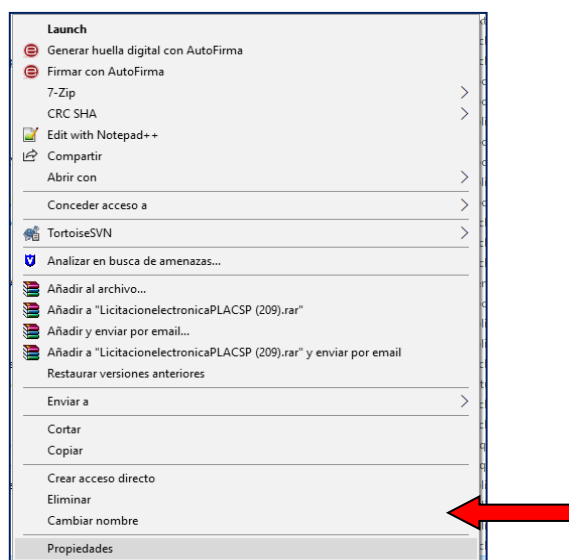 Launch
Generar huella digital con AutoFirma
Firmar con AutoFirma
7-Zip
CRC SHA
Edit with Notepad++
Compartir
Abrir con
Conceder acceso a
TortoiseSVN
Analizar en busca de amenazas...
Añadir al archivo...
Añadir a "LicitacionelectronicaPLACSP (209).rar"
Añadir y enviar por email...
Añadir a "LicitacionelectronicaPLACSP (209).rar" y enviar por email
Restaurar versiones anteriores
Enviar a
Cortar
Copiar
Crear acceso directo
Eliminar
Cambiar nombre
Propiedades